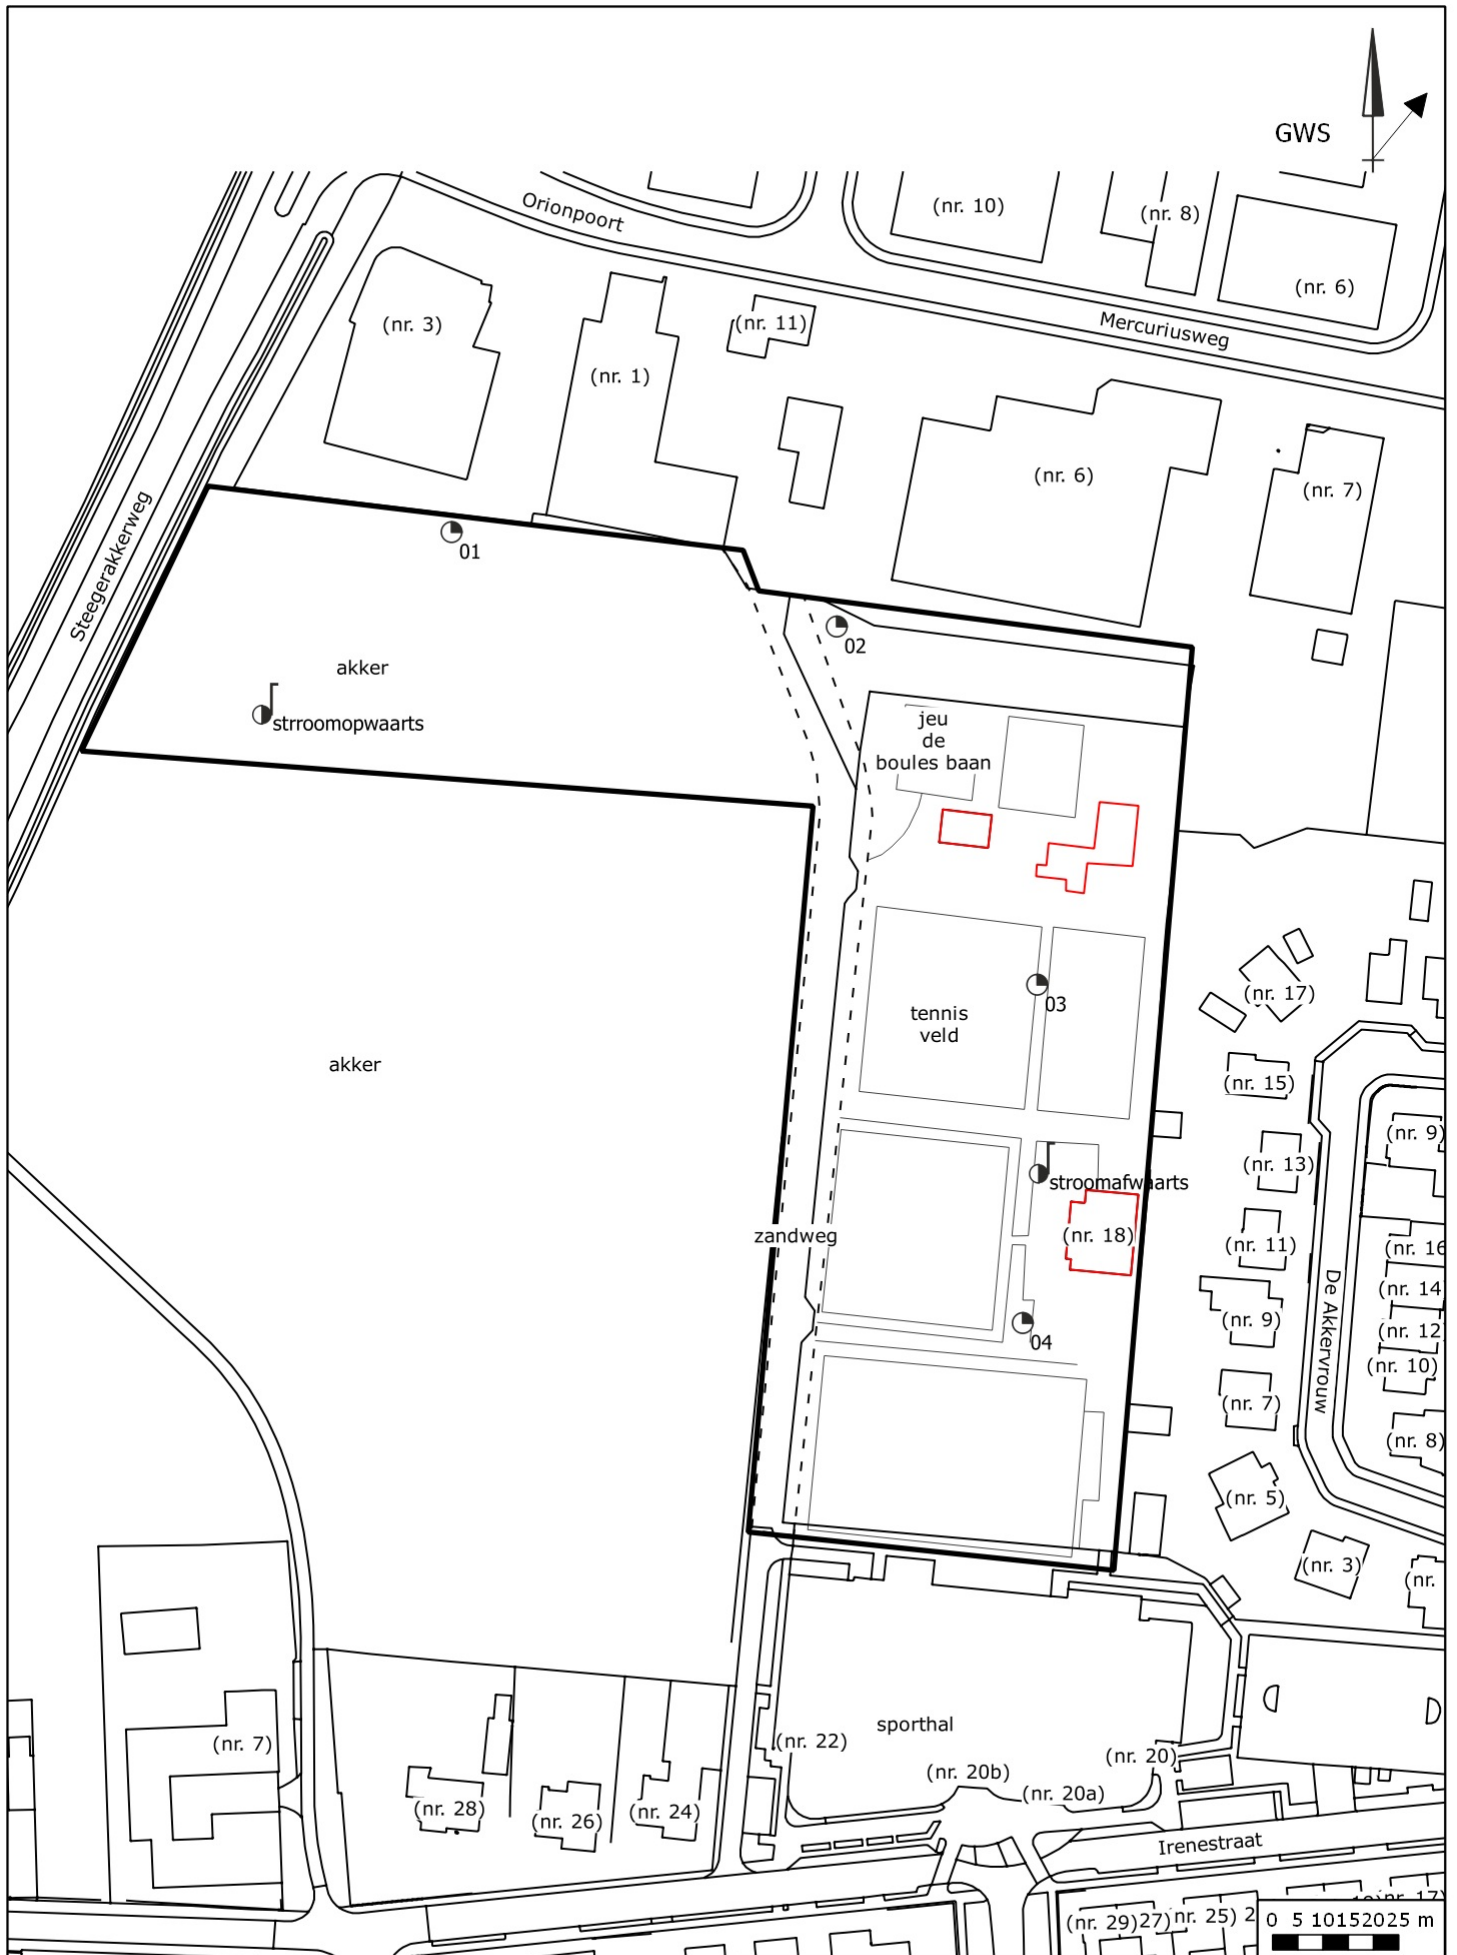 GWS
Orionpoort
(nr. 10)
(nr. 8)
(nr. 6)
Mercuriusweg
(nr. 3)
(nr. 11)
(nr. 1)
(nr. 6)
(nr. 7)
Steegerakkerweg
01
02
akker
strroomopwaarts
jeu
de
boules baan
(nr. 17)
03
tennis
veld
akker
(nr. 15)
(nr. 9)
(nr. 13)
stroomafwaarts
(nr. 18)
zandweg
(nr. 11)
(nr. 16
(nr. 14
De Akkervrouw
(nr. 9)
(nr. 12
04
(nr. 10)
(nr. 7)
(nr. 8)
(nr. 5)
(nr. 3)
(nr.
sporthal
(nr. 22)
(nr. 7)
(nr. 20)
(nr. 20b)
(nr. 20a)
(nr. 28)
(nr. 26)
(nr. 24)
Irenestraat
nr. 17)
(nr. 29)
27)
nr. 25)
2
0 5 10152025 m